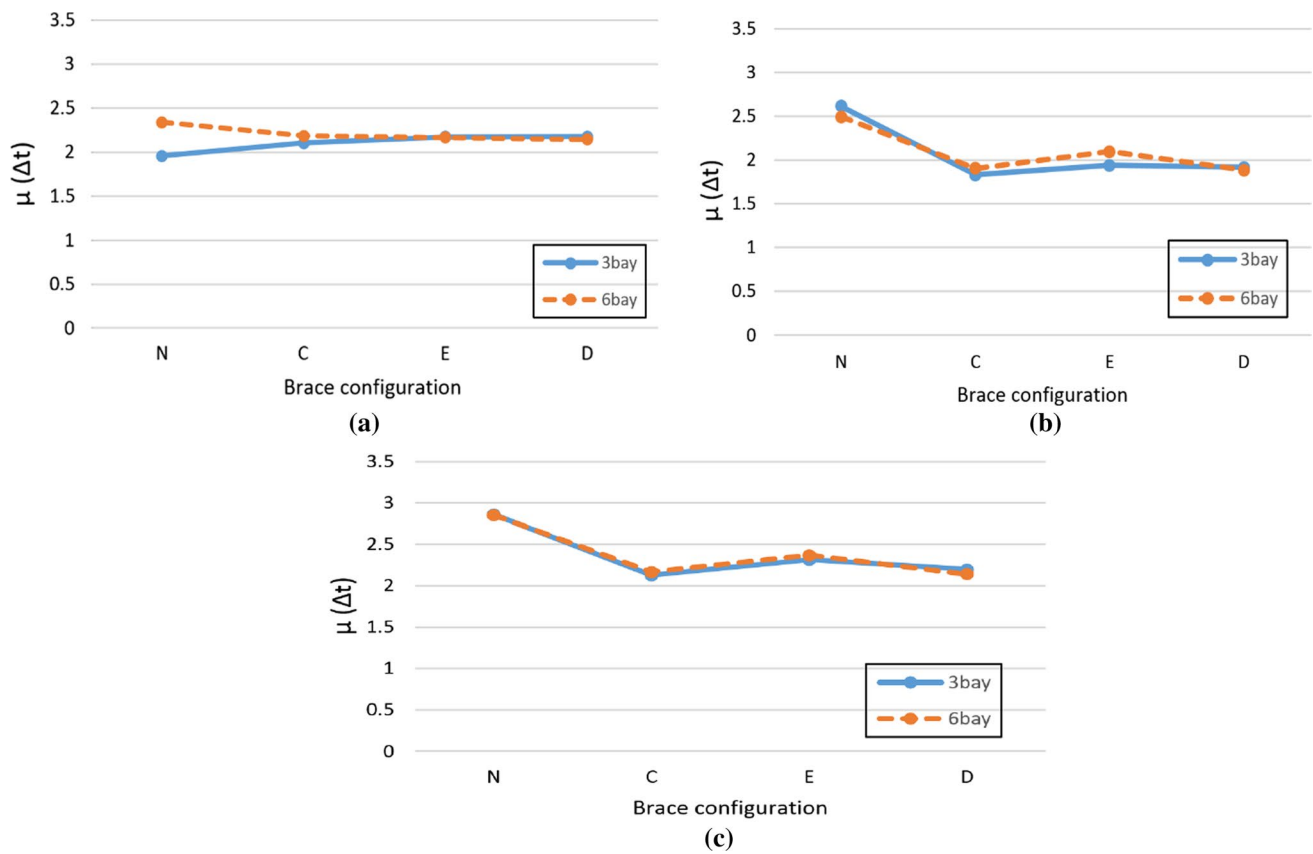 3.5
3
2.5
2
1.5
1
0.5
0
μ (Δt)
N C E D
Brace configuration
3bay
6bay
(a)
3.5
3
2.5
2
1.5
1
0.5
0
μ (Δt)
N C E D
Brace configuration
3bay
6bay
(b)
3.5
3
2.5
2
1.5
1
0.5
0
μ (Δt)
N C E D
Brace configuration
3bay
6bay
(c)